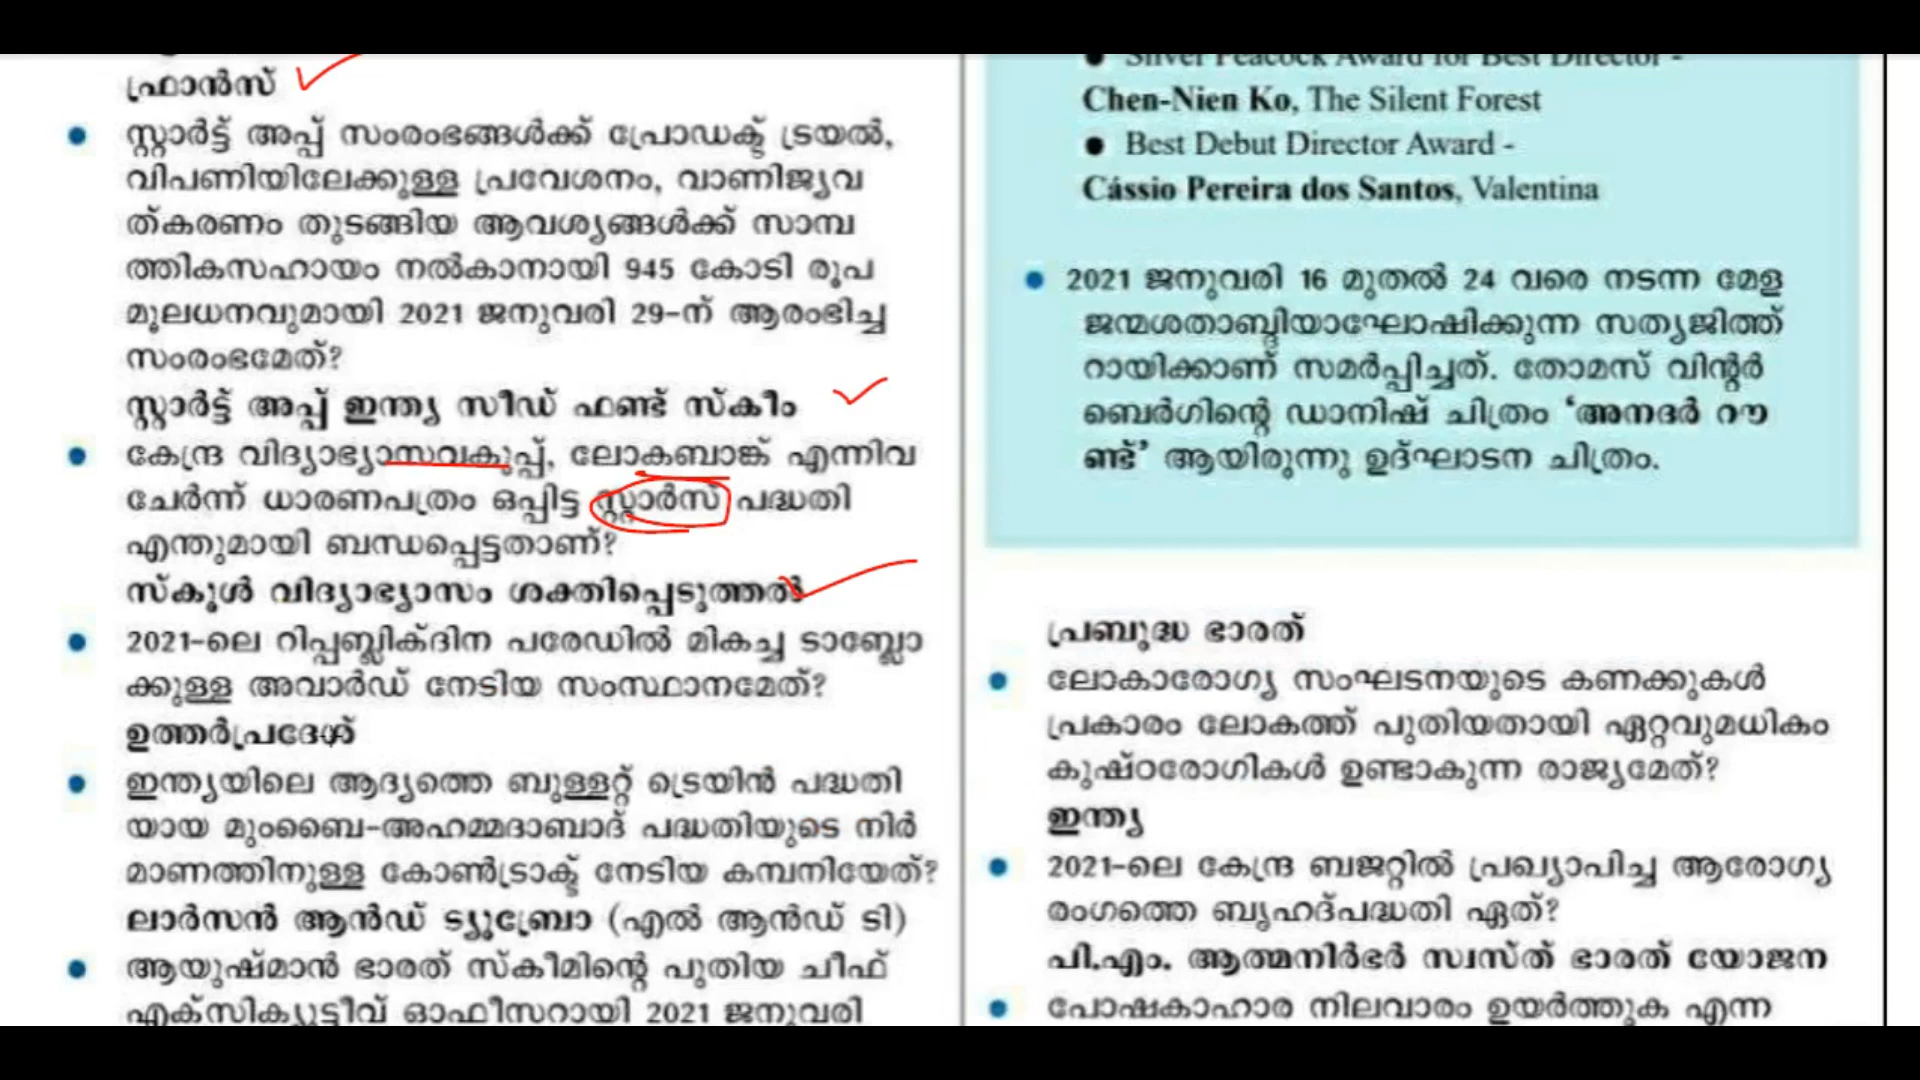 ഫ്രാൻസ്
സ്റ്റാർട്ട് അപ്പ് സംരംഭങ്ങൾക്ക് പ്രോഡക്ട് ട്രയൽ,
വിപണിയിലേക്കുള്ള പ്രവേശനം, വാണിജ്യവ
ത്കരണം തുടങ്ങിയ ആവശ്യങ്ങൾക്ക് സാമ്പ
ത്തികസഹായം നൽകാനായി 945 കോടി രൂപ
മൂലധനവുമായി 2021 ജനുവരി 29-ന് ആരംഭിച്ച
സംരംഭമേത്?
സ്റ്റാർട്ട് അപ്പ് ഇന്ത്യ സീഡ് ഫണ്ട് സ്കീം
കേന്ദ്ര വിദ്യാഭ്യാസവകുപ്പ്, ലോകബാങ്ക് എന്നിവ
ചേർന്ന് ധാരണപത്രം ഒപ്പിട്ട സ്റ്റാർസ് പദ്ധതി
എന്തുമായി ബന്ധപ്പെട്ടതാണ്?
സ്കൂൾ വിദ്യാഭ്യാസം ശക്തിപ്പെടുത്തൽ
2021-ലെ റിപ്പബ്ലിക്ദിന പരേഡിൽ മികച്ച ടാബ്ലോ
ക്കുള്ള അവാർഡ് നേടിയ സംസ്ഥാനമേത്?
ഉത്തർപ്രദേശ്
ഇന്ത്യയിലെ ആദ്യത്തെ ബുള്ളറ്റ് ട്രെയിൻ പദ്ധതി
യായ മുംബൈ-അഹമ്മദാബാദ് പദ്ധതിയുടെ നിർ
മാണത്തിനുള്ള കോൺട്രാക്ട് നേടിയ കമ്പനിയേത്?
ലാർസൻ ആൻഡ് ട്യൂബ്രോ (എൽ ആൻഡ് ടി)
ആയുഷ്മാൻ ഭാരത് സ്കീമിന്റെ പുതിയ ചീഫ്
എക്സിക്യൂട്ടീവ് ഓഫീസറായി 2021 ജനുവരി
Silver Peacock Award for Best Director -
Chen-Nien Ko, The Silent Forest
Best Debut Director Award -
Cássio Pereira dos Santos, Valentina
2021 ജനുവരി 16 മുതൽ 24 വരെ നടന്ന മേള
ജന്മശതാബ്ദിയാഘോഷിക്കുന്ന സത്യജിത്ത്
റായിക്കാണ് സമർപ്പിച്ചത്. തോമസ് വിന്റർ
ബെർഗിന്റെ ഡാനിഷ് ചിത്രം ‘അനദർ റൗ
ണ്ട്’ ആയിരുന്നു ഉദ്ഘാടന ചിത്രം.
പ്രബുദ്ധ ഭാരത്
ലോകാരോഗ്യ സംഘടനയുടെ കണക്കുകൾ
പ്രകാരം ലോകത്ത് പുതിയതായി ഏറ്റവുമധികം
കുഷ്ഠരോഗികൾ ഉണ്ടാകുന്ന രാജ്യമേത്?
ഇന്ത്യ
2021-ലെ കേന്ദ്ര ബജറ്റിൽ പ്രഖ്യാപിച്ച ആരോഗ്യ
രംഗത്തെ ബൃഹദ്പദ്ധതി ഏത്?
പി.എം. ആത്മനിർഭർ സ്വസ്ത് ഭാരത് യോജന
പോഷകാഹാര നിലവാരം ഉയർത്തുക എന്ന